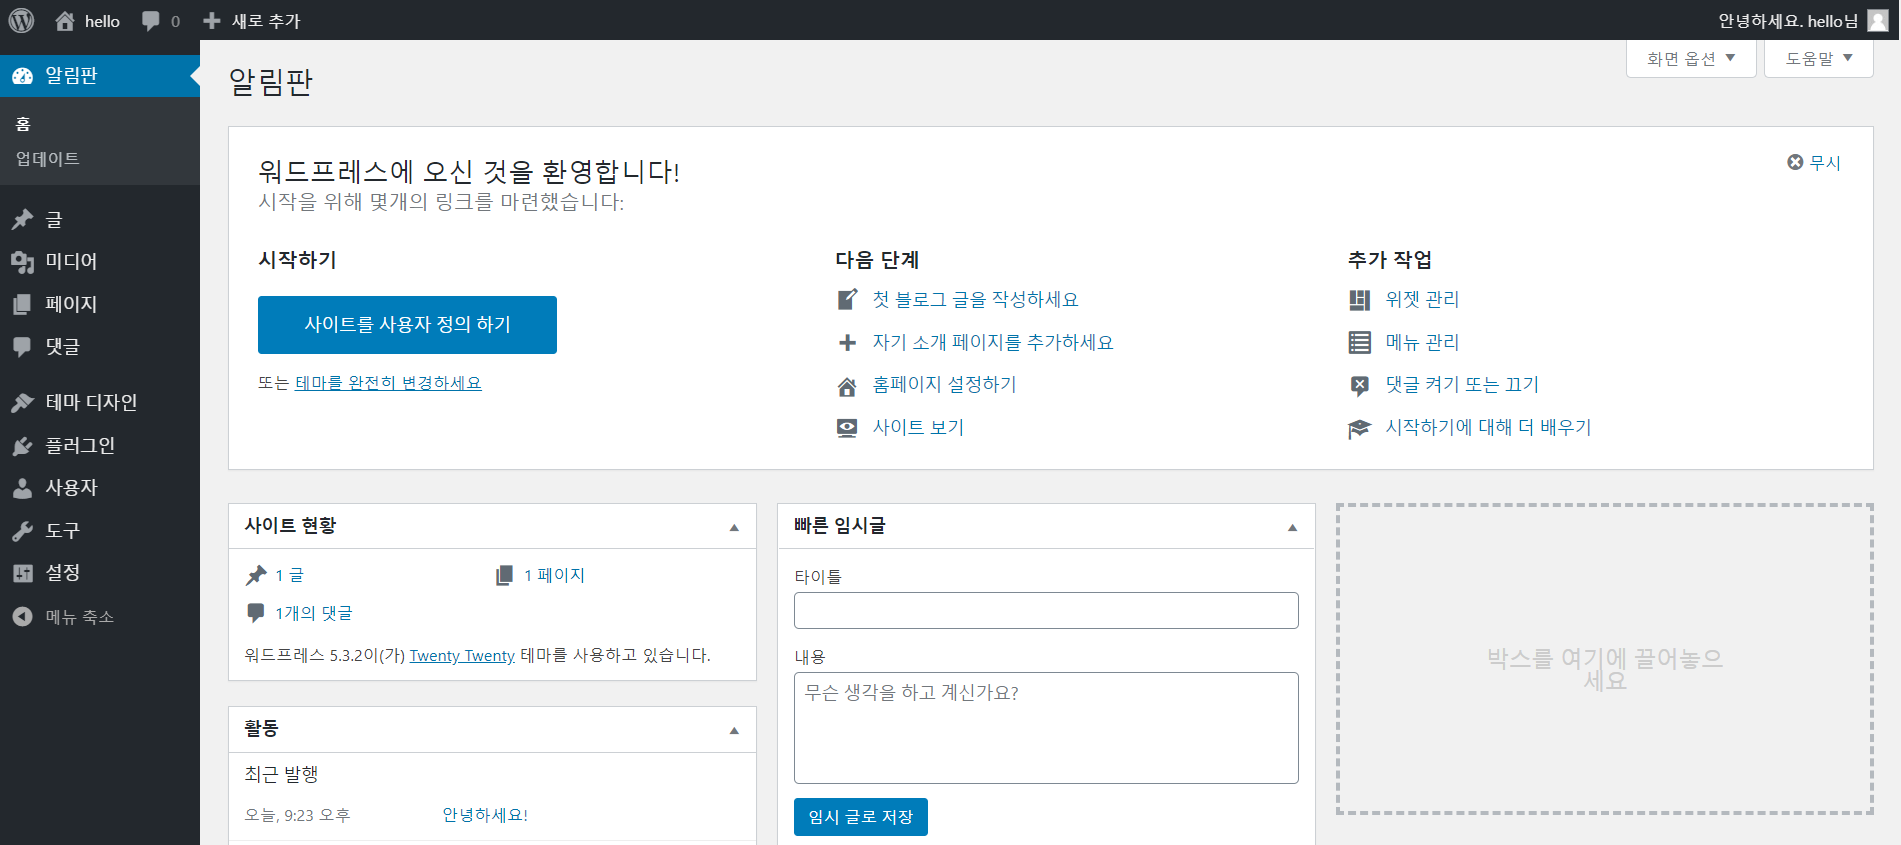 hello
0
새로 추가
안녕하세요. hello님
알림판
홈
업데이트
글
미디어
페이지
댓글
테마 디자인
플러그인
사용자
도구
설정
메뉴 축소
알림판
화면 옵션
도움말
워드프레스에 오신 것을 환영합니다!
시작을 위해 몇개의 링크를 마련했습니다:
무시
시작하기
사이트를 사용자 정의 하기
또는 테마를 완전히 변경하세요
다음 단계
첫 블로그 글을 작성하세요
자기 소개 페이지를 추가하세요
홈페이지 설정하기
사이트 보기
추가 작업
위젯 관리
메뉴 관리
댓글 켜기 또는 끄기
시작하기에 대해 더 배우기
사이트 현황
1 글
1 페이지
1개의 댓글
워드프레스 5.3.2이(가) Twenty Twenty 테마를 사용하고 있습니다.
활동
최근 발행
오늘, 9:23 오후
안녕하세요!
빠른 임시글
타이틀
내용
무슨 생각을 하고 계신가요?
임시 글로 저장
박스를 여기에 끌어놓으
세요